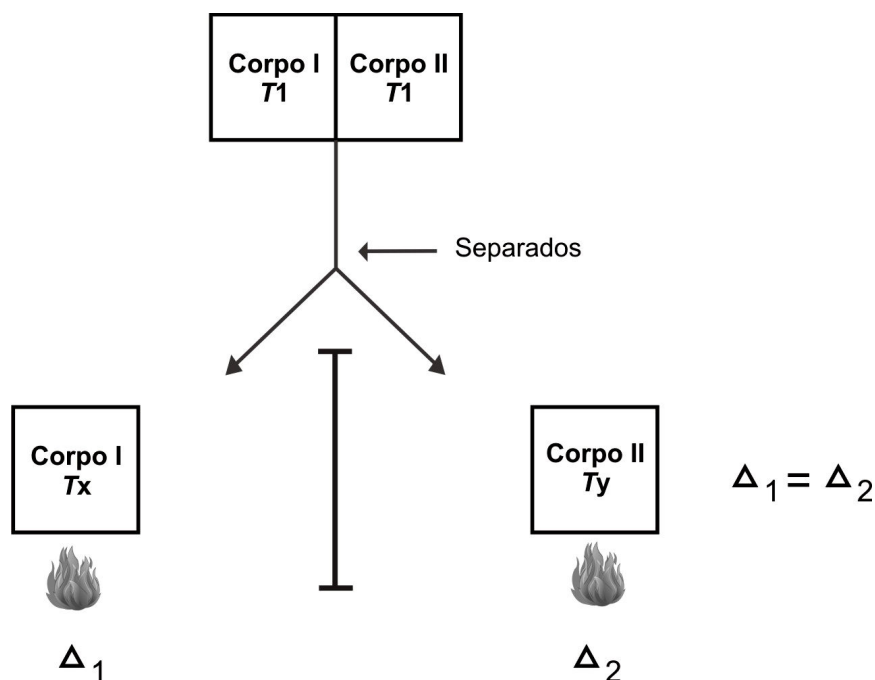 Corpo I
T1
Corpo II
T1
Separados
Corpo I
Tx
Corpo II
Ty
Δ1 = Δ2
Δ1
Δ2